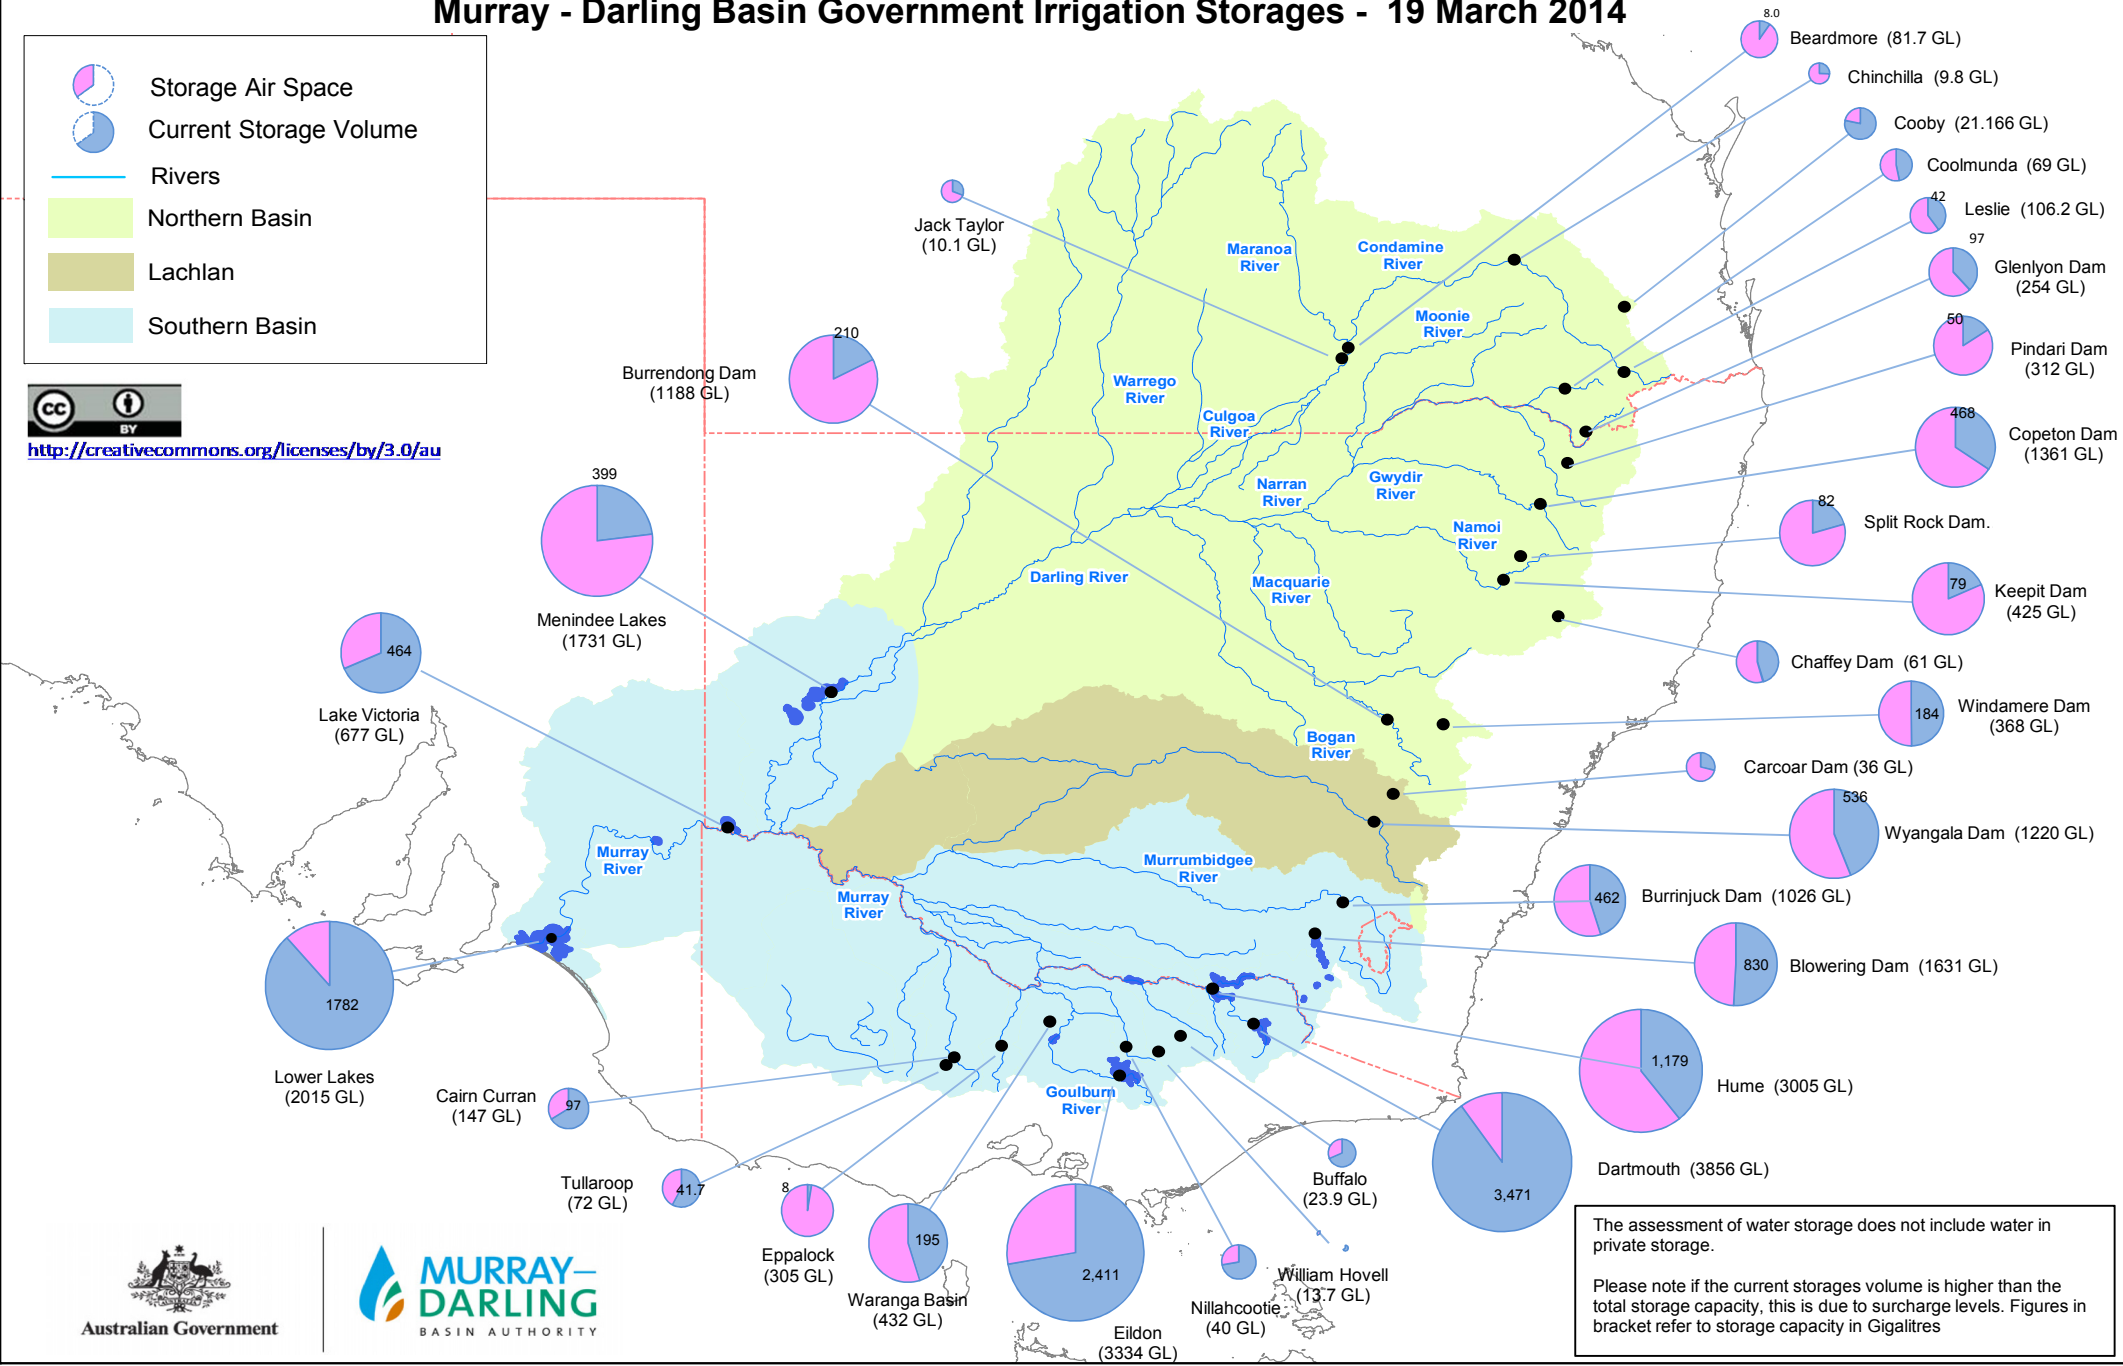 Murray - Darling Basin Government Irrigation Storages - 19 March 2014
Storage Air Space
Current Storage Volume
Rivers
Northern Basin
Lachlan
Southern Basin
cc
BY
http://creativecommons.org/licenses/by/3.0/au
8.0
Beardmore (81.7 GL)
Chinchilla (9.8 GL)
Cooby (21.166 GL)
Coolmunda (69 GL)
42
Leslie (106.2 GL)
97
Glenlyon Dam
(254 GL)
50
Pindari Dam
(312 GL)
468
Copeton Dam
(1361 GL)
82
Split Rock Dam.
79
Keepit Dam
(425 GL)
Chaffey Dam (61 GL)
184
Windamere Dam
(368 GL)
Carcoar Dam (36 GL)
536
Wyangala Dam (1220 GL)
462
Burrinjuck Dam (1026 GL)
830
Blowering Dam (1631 GL)
1,179
Hume (3005 GL)
3,471
Dartmouth (3856 GL)
Jack Taylor
(10.1 GL)
210
Burrendong Dam
(1188 GL)
399
Menindee Lakes
(1731 GL)
464
Lake Victoria
(677 GL)
1782
Lower Lakes
(2015 GL)
97
Cairn Curran
(147 GL)
41.7
Tullaroop
(72 GL)
8
Eppalock
(305 GL)
195
Waranga Basin
(432 GL)
2,411
Eildon
(3334 GL)
Nillahcootie
(40 GL)
William Hovell
(13.7 GL)
Buffalo
(23.9 GL)
Maranoa
River
Condamine
River
Moonie
River
Warrego
River
Culgoa
River
Narran
River
Gwydir
River
Namoi
River
Darling River
Macquarie
River
Bogan
River
Murray
River
Murray
River
Murrumbidgee
River
Goulburn
River
Australian Government
MURRAY–
DARLING
BASIN AUTHORITY
The assessment of water storage does not include water in
private storage.
Please note if the current storages volume is higher than the
total storage capacity, this is due to surcharge levels. Figures in
bracket refer to storage capacity in Gigalitres